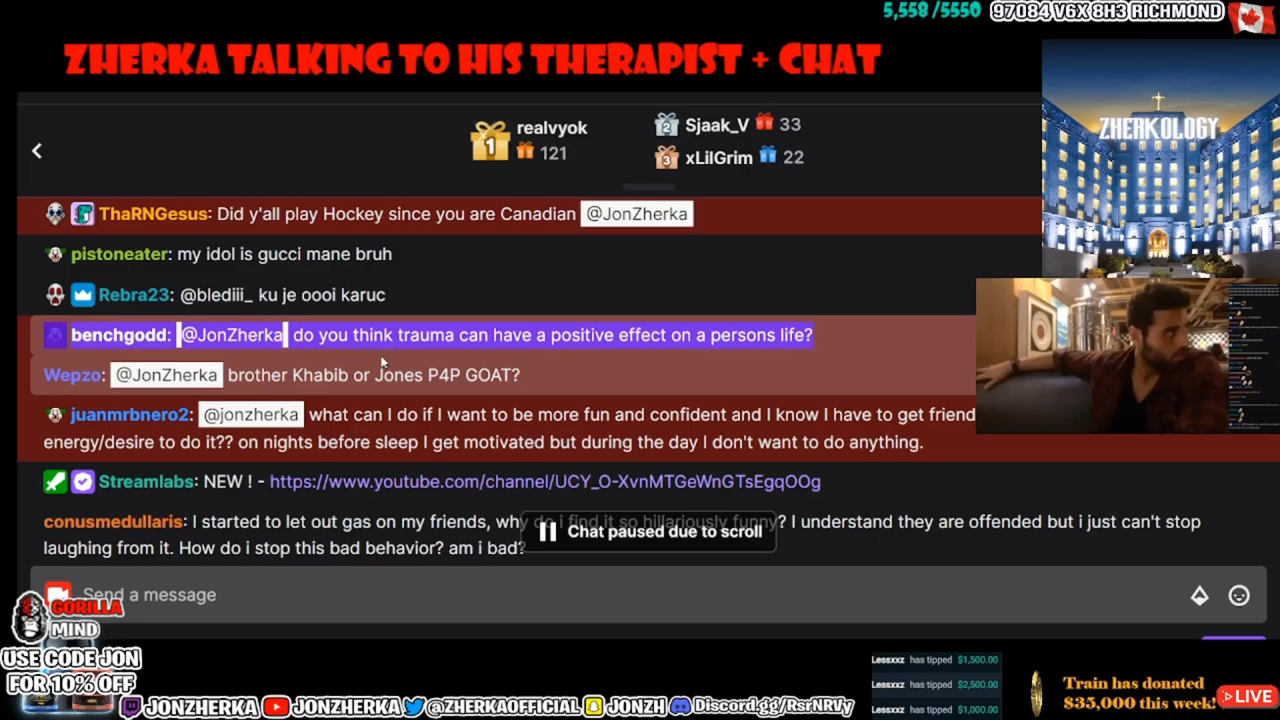 5,558 /5550
97084 V6X 8H3 RICHMOND
ZHERKA TALKING TO HIS THERAPIST + CHAT
ZHERKOLOGY
1 realvyok
121
2 Sjaak_V 33
3 xLilGrim 22
ThaRNGesus: Did y'all play Hockey since you are Canadian @JonZherka
pistoneater: my idol is gucci mane bruh
Rebra23: @blediii_ ku je oooi karuc
benchgodd: @JonZherka do you think trauma can have a positive effect on a persons life?
Wepzo: @JonZherka brother Khabib or Jones P4P GOAT?
juanmrbnero2: @jonzherka what can I do if I want to be more fun and confident and I know I have to get friend
energy/desire to do it?? on nights before sleep I get motivated but during the day I don't want to do anything.
Streamlabs: NEW ! - https://www.youtube.com/channel/UCY_O-XvnMTGeWnGTsEgqOOg
conusmedullaris: I started to let out gas on my friends, why do i find it so hillariously funny? I understand they are offended but i just can't stop
laughing from it. How do i stop this bad behavior? am i bad?
Chat paused due to scroll
Send a message
GORILLA
MIND
USE CODE JON
FOR 10% OFF
JONZHERKA JONZHERKA @ZHERKAOFFICIAL JONZH Discord.gg/RsrNRVy
Lessxxz has tipped $1,500.00
Lessxxz has tipped $2,500.00
Lessxxz has tipped $1,000.00
Train has donated
$35,000 this week!
LIVE